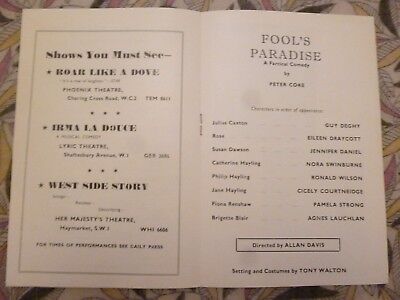 Shows You Must See—
★ ROAR LIKE A DOVE
"It's a roar of laughter."
PHOENIX THEATRE,
Charing Cross Road, W.C.2 TEM 8611
★ ★ ★
★ IRMA LA DOUCE
A MUSICAL COMEDY
LYRIC THEATRE,
Shaftesbury Avenue, W.1 GER 3686
★ ★ ★
★ WEST SIDE STORY
HER MAJESTY'S THEATRE,
Haymarket, S.W.1 WHI 6606
FOR TIMES OF PERFORMANCES SEE DAILY PRESS
FOOL'S
PARADISE
A Farcical Comedy
by
PETER COKE
Characters in order of appearance:
Julius Caxton GUY DEGHY
Rose EILEEN DRAYCOTT
Susan Dawson JENNIFER DANIEL
Catherine Hayling NORA SWINBURNE
Philip Hayling RONALD WILSON
Jane Hayling CICELY COURTNEIDGE
Fiona Renshaw PAMELA STRONG
Brigette Blair AGNES LAUCHLAN
Directed by ALLAN DAVIS
Setting and Costumes by TONY WALTON